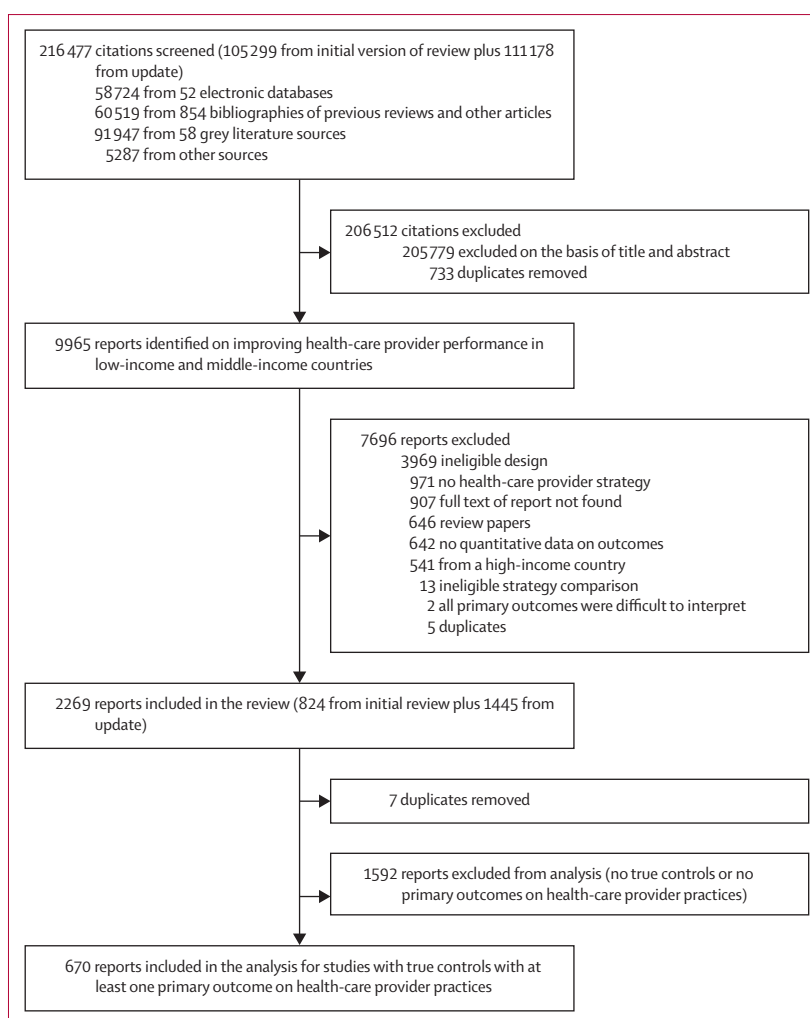 216 477 citations screened (105 299 from initial version of review plus 111 178
from update)
58 724 from 52 electronic databases
60 519 from 854 bibliographies of previous reviews and other articles
91 947 from 58 grey literature sources
5287 from other sources
206 512 citations excluded
205 779 excluded on the basis of title and abstract
733 duplicates removed
9965 reports identified on improving health-care provider performance in
low-income and middle-income countries
7696 reports excluded
3969 ineligible design
971 no health-care provider strategy
907 full text of report not found
646 review papers
642 no quantitative data on outcomes
541 from a high-income country
13 ineligible strategy comparison
2 all primary outcomes were difficult to interpret
5 duplicates
2269 reports included in the review (824 from initial review plus 1445 from
update)
7 duplicates removed
1592 reports excluded from analysis (no true controls or no
primary outcomes on health-care provider practices)
670 reports included in the analysis for studies with true controls with at
least one primary outcome on health-care provider practices